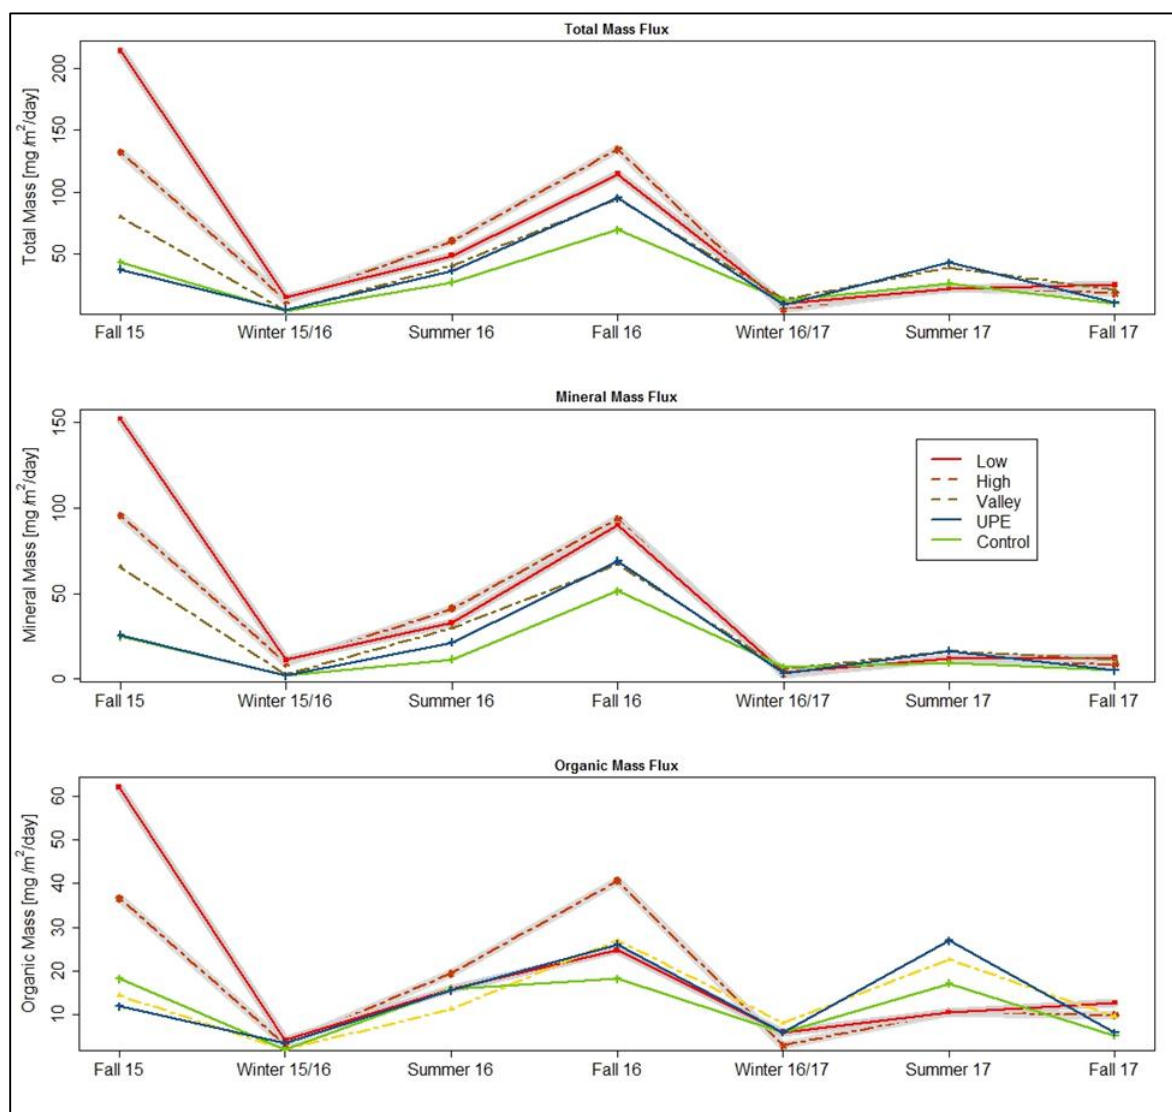 Total Mass Flux
Total Mass [mg /m²/day]
200
150
100
50
Fall 15 Winter 15/16 Summer 16 Fall 16 Winter 16/17 Summer 17 Fall 17
Mineral Mass Flux
Mineral Mass [mg /m²/day]
150
100
50
0
Low
High
Valley
UPE
Control
Fall 15 Winter 15/16 Summer 16 Fall 16 Winter 16/17 Summer 17 Fall 17
Organic Mass Flux
Organic Mass [mg /m²/day]
60
50
40
30
20
10
Fall 15 Winter 15/16 Summer 16 Fall 16 Winter 16/17 Summer 17 Fall 17